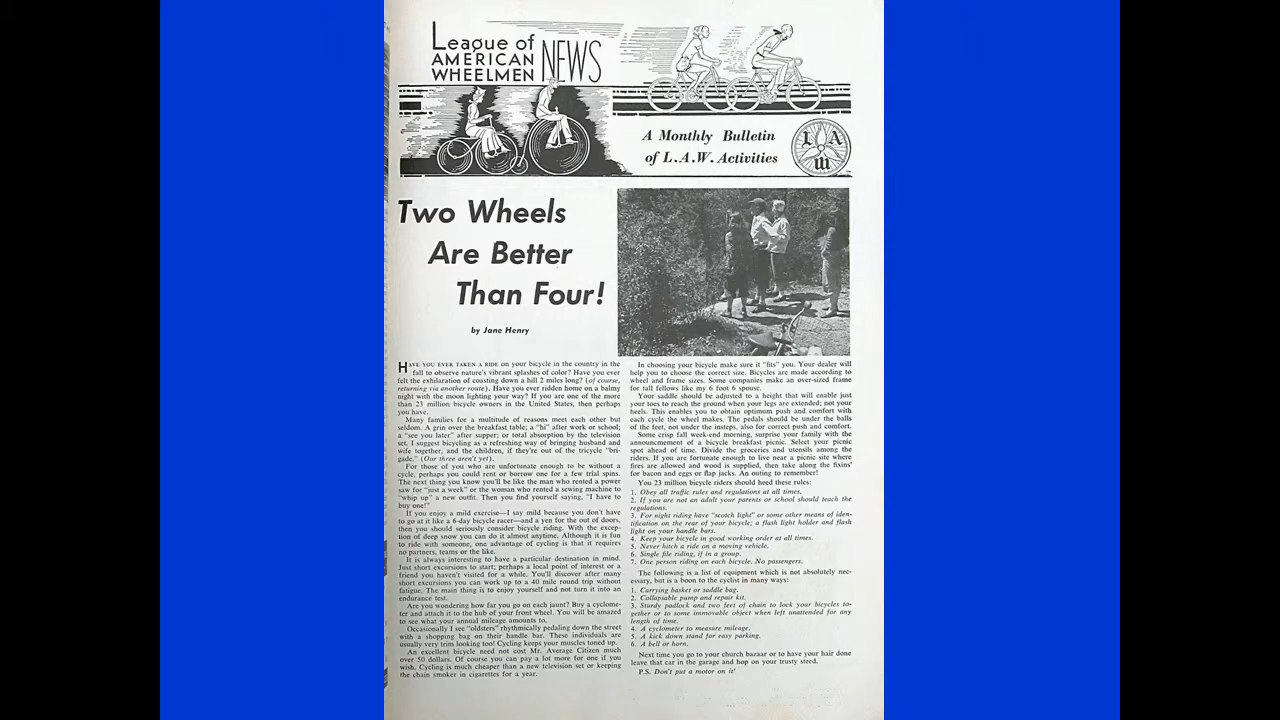 League of
AMERICAN
WHEELMEN
NEWS
A Monthly Bulletin
of L.A.W. Activities
L A
W
Two Wheels
Are Better
Than Four!
by Jane Henry
HAVE YOU EVER TAKEN A RIDE on your bicycle in the country in the
fall to observe nature's vibrant splashes of color? Have you ever
felt the exhilaration of coasting down a hill 2 miles long? (of course,
returning via another route). Have you ever ridden home on a balmy
night with the moon lighting your way? If you are one of the more
than 23 million bicycle owners in the United States, then perhaps
you have.
Many families for a multitude of reasons meet each other but
seldom. A grin over the breakfast table; a "hi" after work or school;
a "see you later" after supper; or total absorption by the television
set. I suggest bicycling as a refreshing way of bringing husband and
wife together, and the children, if they're out of the tricycle "bri-
gade." (Our three aren't yet).
For those of you who are unfortunate enough to be without a
cycle, perhaps you could rent or borrow one for a few trial spins.
The next thing you know you'll be like the man who rented a power
saw for "just a week" or the woman who rented a sewing machine to
"whip up" a new outfit. Then you find yourself saying, "I have to
buy one!"
If you enjoy a mild exercise—I say mild because you don't have
to go at it like a 6-day bicycle racer—and a yen for the out of doors,
then you should seriously consider bicycle riding. With the excep-
tion of deep snow you can do it almost anytime. Although it is fun
to ride with someone, one advantage of cycling is that it requires
no partners, teams or the like.
It is always interesting to have a particular destination in mind.
Just short excursions to start; perhaps a local point of interest or a
friend you haven't visited for a while. You'll discover after many
short excursions you can work up to a 40 mile round trip without
fatigue. The main thing is to enjoy yourself and not turn it into an
endurance test.
Are you wondering how far you go on each jaunt? Buy a cyclome-
ter and attach it to the hub of your front wheel. You will be amazed
to see what your annual mileage amounts to.
Occasionally I see "oldsters" rhythmically pedaling down the street
with a shopping bag on their handle bar. These individuals are
usually very trim looking too! Cycling keeps your muscles toned up.
An excellent bicycle need not cost Mr. Average Citizen much
over 50 dollars. Of course you can pay a lot more for one if you
wish. Cycling is much cheaper than a new television set or keeping
the chain smoker in cigarettes for a year.
In choosing your bicycle make sure it "fits" you. Your dealer will
help you to choose the correct size. Bicycles are made according to
wheel and frame sizes. Some companies make an over-sized frame
for tall fellows like my 6 foot 6 spouse.
Your saddle should be adjusted to a height that will enable just
your toes to reach the ground when your legs are extended; not your
heels. This enables you to obtain optimum push and comfort with
each cycle the wheel makes. The pedals should be under the balls
of the feet, not under the insteps, also for correct push and comfort.
Some crisp fall week-end morning, surprise your family with the
announcement of a bicycle breakfast picnic. Select your picnic
spot ahead of time. Divide the groceries and utensils among the
riders. If you are fortunate enough to live near a picnic site where
fires are allowed and wood is supplied, then take along the fixins'
for bacon and eggs or flap jacks. An outing to remember!
You 23 million bicycle riders should heed these rules:
1. Obey all traffic rules and regulations at all times.
2. If you are not an adult your parents or school should teach the
regulations.
3. For night riding have "scotch light" or some other means of iden-
tification on the rear of your bicycle; a flash light holder and flash
light on your handle bars.
4. Keep your bicycle in good working order at all times.
5. Never hitch a ride on a moving vehicle.
6. Single file riding, if in a group.
7. One person riding on each bicycle. No passengers.
The following is a list of equipment which is not absolutely nec-
essary, but is a boon to the cyclist in many ways:
1. Carrying basket or saddle bag.
2. Collapsable pump and repair kit.
3. Sturdy padlock and two feet of chain to lock your bicycles to-
gether or to some immovable object when left unattended for any
length of time.
4. A cyclometer to measure mileage.
5. A kick down stand for easy parking.
6. A bell or horn.
Next time you go to your church bazaar or to have your hair done
leave that car in the garage and hop on your trusty steed.
P.S. Don't put a motor on it!